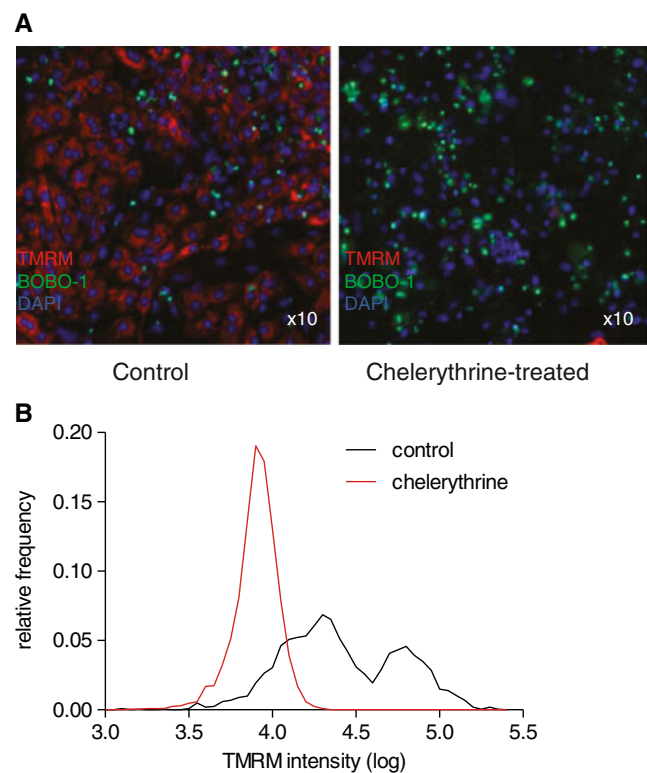 A
TMRM
BOBO-1
DAPI
x10
TMRM
BOBO-1
DAPI
x10
Control
Chelerythrine-treated
B
relative frequency
0.20
0.15
0.10
0.05
0.00
control
chelerythrine
3.0 3.5 4.0 4.5 5.0 5.5
TMRM intensity (log)